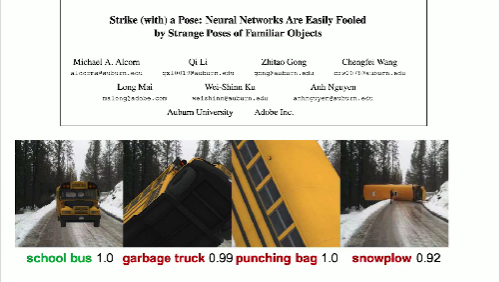 Strike (with) a Pose: Neural Networks Are Easily Fooled
by Strange Poses of Familiar Objects
Michael A. Alcorn Qi Li Zhitao Gong Chengfei Wang
alcorma@auburn.edu @auburn.edu gong@auburn.edu @auburn.edu
Long Mai Wei-Shinn Ku Anh Nguyen
malong@adobe.com weishinn@auburn.edu anhnguyen@auburn.edu
Auburn University Adobe Inc.
SCHOOL BUS
school bus 1.0 garbage truck 0.99 punching bag 1.0 snowplow 0.92